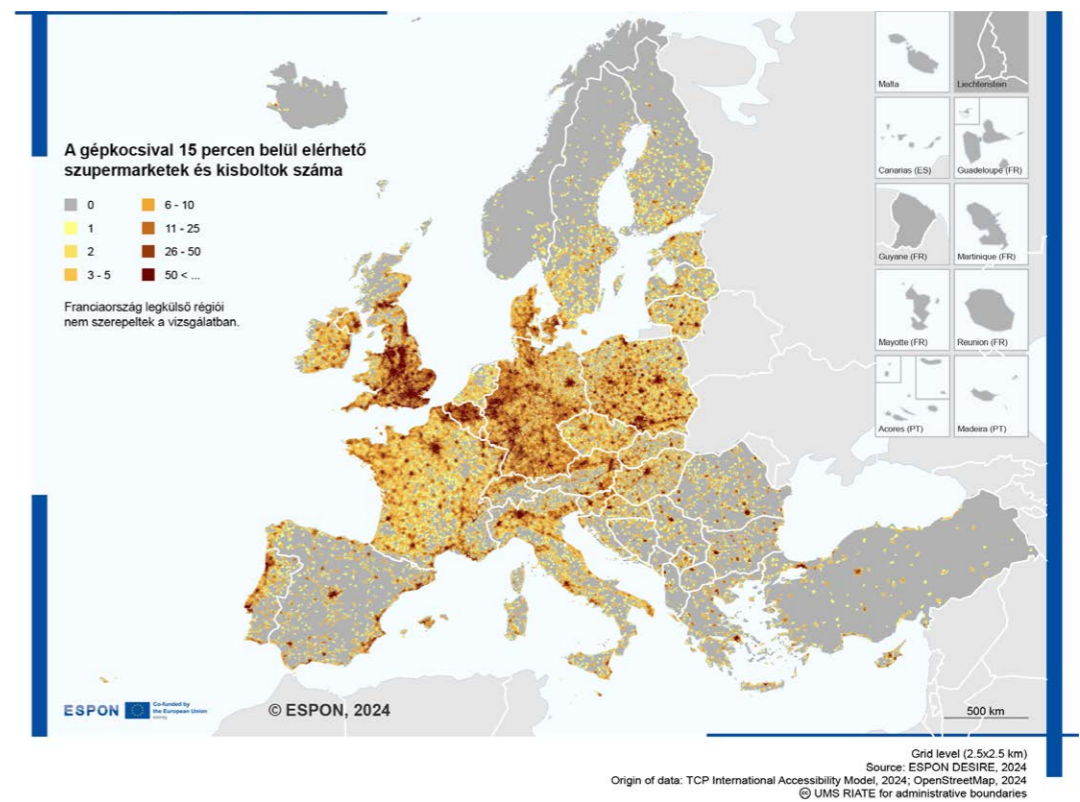 A gépkocsival 15 percen belül elérhető
szupermarketek és kisboltok száma
0
1
2
3 - 5
6 - 10
11 - 25
26 - 50
50 < ...
Franciaország legkülső régiói
nem szerepeltek a vizsgálatban.
Malta
Liechtenstein
Canarias (ES)
Guadeloupe (FR)
Guyane (FR)
Martinique (FR)
Mayotte (FR)
Reunion (FR)
Acores (PT)
Madeira (PT)
ESPON
Co-funded by
the European Union
© ESPON, 2024
500 km
Grid level (2.5x2.5 km)
Source: ESPON DESIRE, 2024
Origin of data: TCP International Accessibility Model, 2024; OpenStreetMap, 2024
UMS RIATE for administrative boundaries